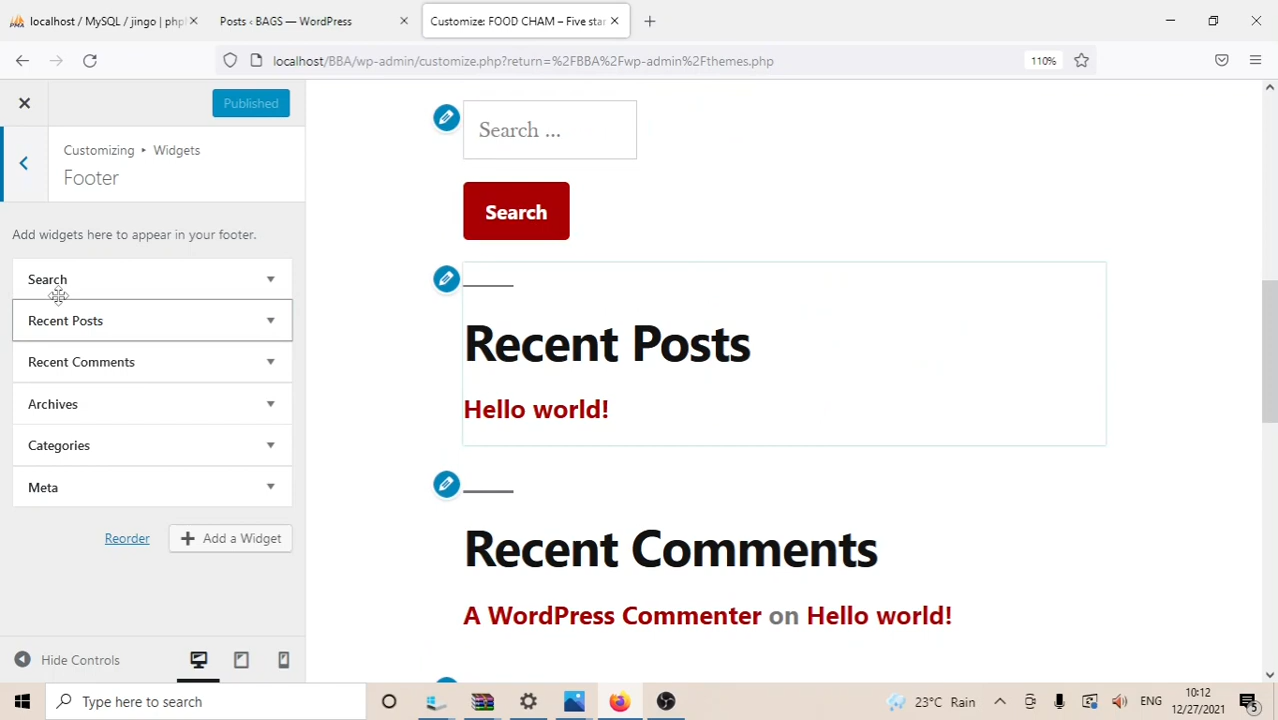 localhost / MySQL / jingo | ph
Posts ‹ BAGS — WordPress
Customize: FOOD CHAM – Five star
localhost/BBA/wp-admin/customize.php?return=%2FBBA%2Fwp-admin%2Fthemes.php
110%
Published
Customizing ▸ Widgets
Footer
Add widgets here to appear in your footer.
Search
Recent Posts
Recent Comments
Archives
Categories
Meta
Reorder
Add a Widget
Hide Controls
Search …
Search
Recent Posts
Hello world!
Recent Comments
A WordPress Commenter on Hello world!
Type here to search
23°C Rain
ENG
10:12
12/27/2021
5